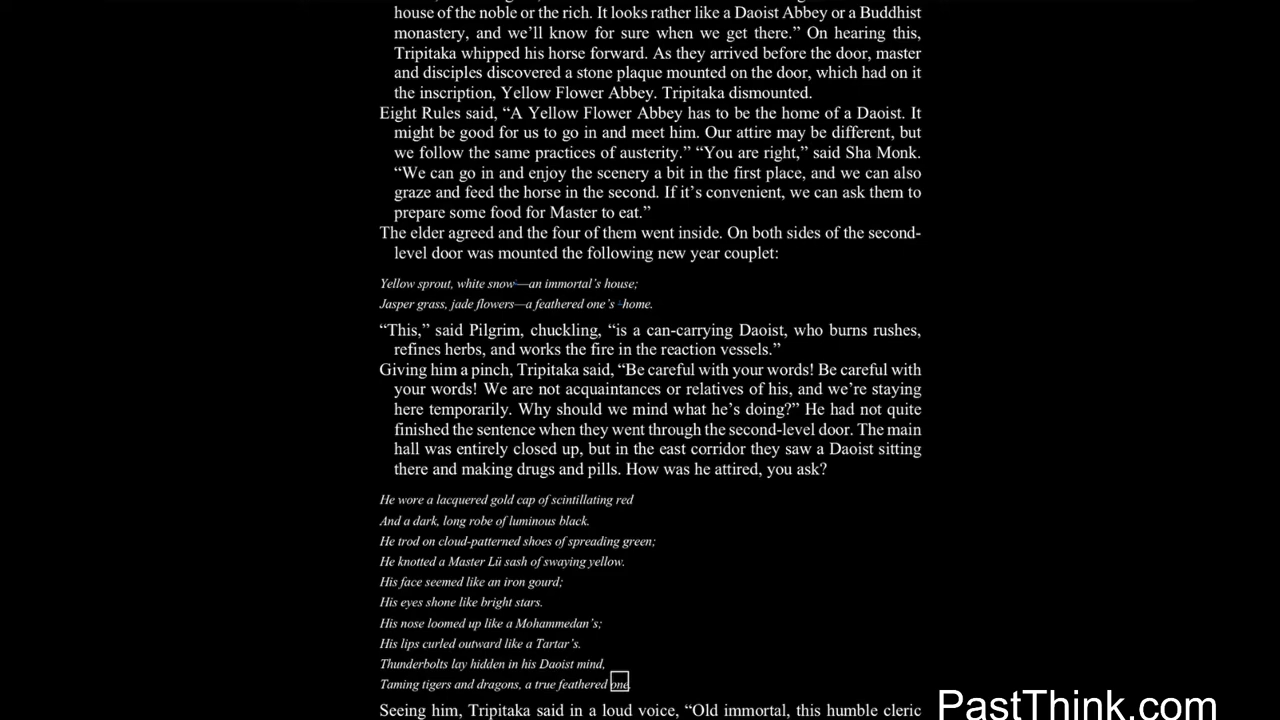 house of the noble or the rich. It looks rather like a Daoist Abbey or a Buddhist
monastery, and we’ll know for sure when we get there.” On hearing this,
Tripitaka whipped his horse forward. As they arrived before the door, master
and disciples discovered a stone plaque mounted on the door, which had on it
the inscription, Yellow Flower Abbey. Tripitaka dismounted.
Eight Rules said, “A Yellow Flower Abbey has to be the home of a Daoist. It
might be good for us to go in and meet him. Our attire may be different, but
we follow the same practices of austerity.” “You are right,” said Sha Monk.
“We can go in and enjoy the scenery a bit in the first place, and we can also
graze and feed the horse in the second. If it’s convenient, we can ask them to
prepare some food for Master to eat.”
The elder agreed and the four of them went inside. On both sides of the second-
level door was mounted the following new year couplet:
Yellow sprout, white snow—an immortal’s house;
Jasper grass, jade flowers—a feathered one’s home.
“This,” said Pilgrim, chuckling, “is a can-carrying Daoist, who burns rushes,
refines herbs, and works the fire in the reaction vessels.”
Giving him a pinch, Tripitaka said, “Be careful with your words! Be careful with
your words! We are not acquaintances or relatives of his, and we’re staying
here temporarily. Why should we mind what he’s doing?” He had not quite
finished the sentence when they went through the second-level door. The main
hall was entirely closed up, but in the east corridor they saw a Daoist sitting
there and making drugs and pills. How was he attired, you ask?
He wore a lacquered gold cap of scintillating red
And a dark, long robe of luminous black.
He trod on cloud-patterned shoes of spreading green;
He knotted a Master Lü sash of swaying yellow.
His face seemed like an iron gourd;
His eyes shone like bright stars.
His nose loomed up like a Mohammedan’s;
His lips curled outward like a Tartar’s.
Thunderbolts lay hidden in his Daoist mind,
Taming tigers and dragons, a true feathered one.
Seeing him, Tripitaka said in a loud voice, “Old immortal, this humble cleric
PastThink.com